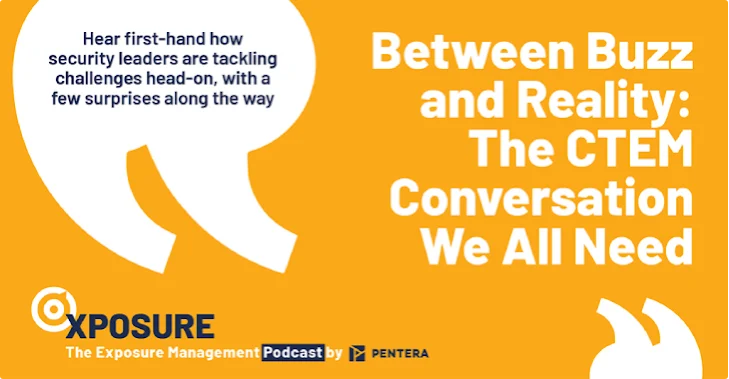 Hear first-hand how
security leaders are tackling
challenges head-on, with a
few surprises along the way
Between Buzz
and Reality:
The CTEM
Conversation
We All Need
XPOSURE
The Exposure Management Podcast by PENTERA